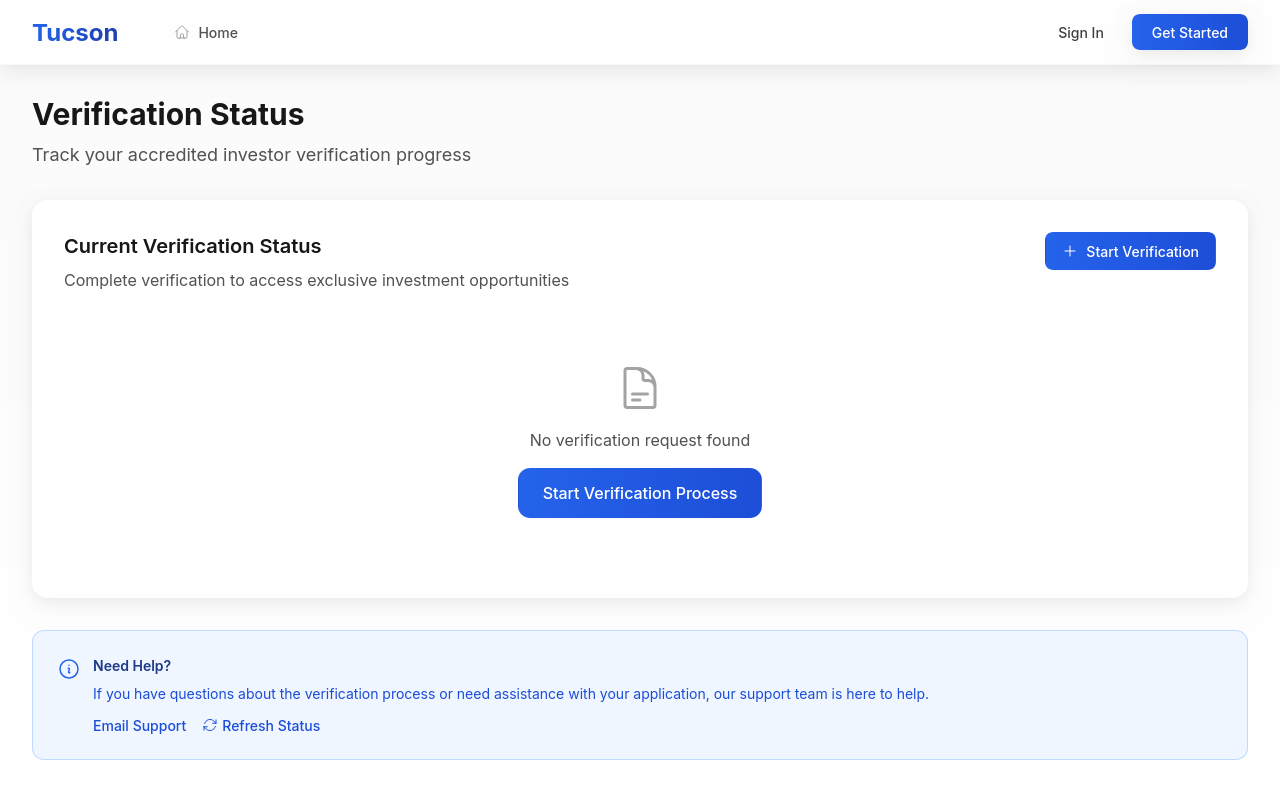 Tucson
Home
Sign In
Get Started
Verification Status
Track your accredited investor verification progress
Current Verification Status
Complete verification to access exclusive investment opportunities
Start Verification
No verification request found
Start Verification Process
Need Help?
If you have questions about the verification process or need assistance with your application, our support team is here to help.
Email Support
Refresh Status